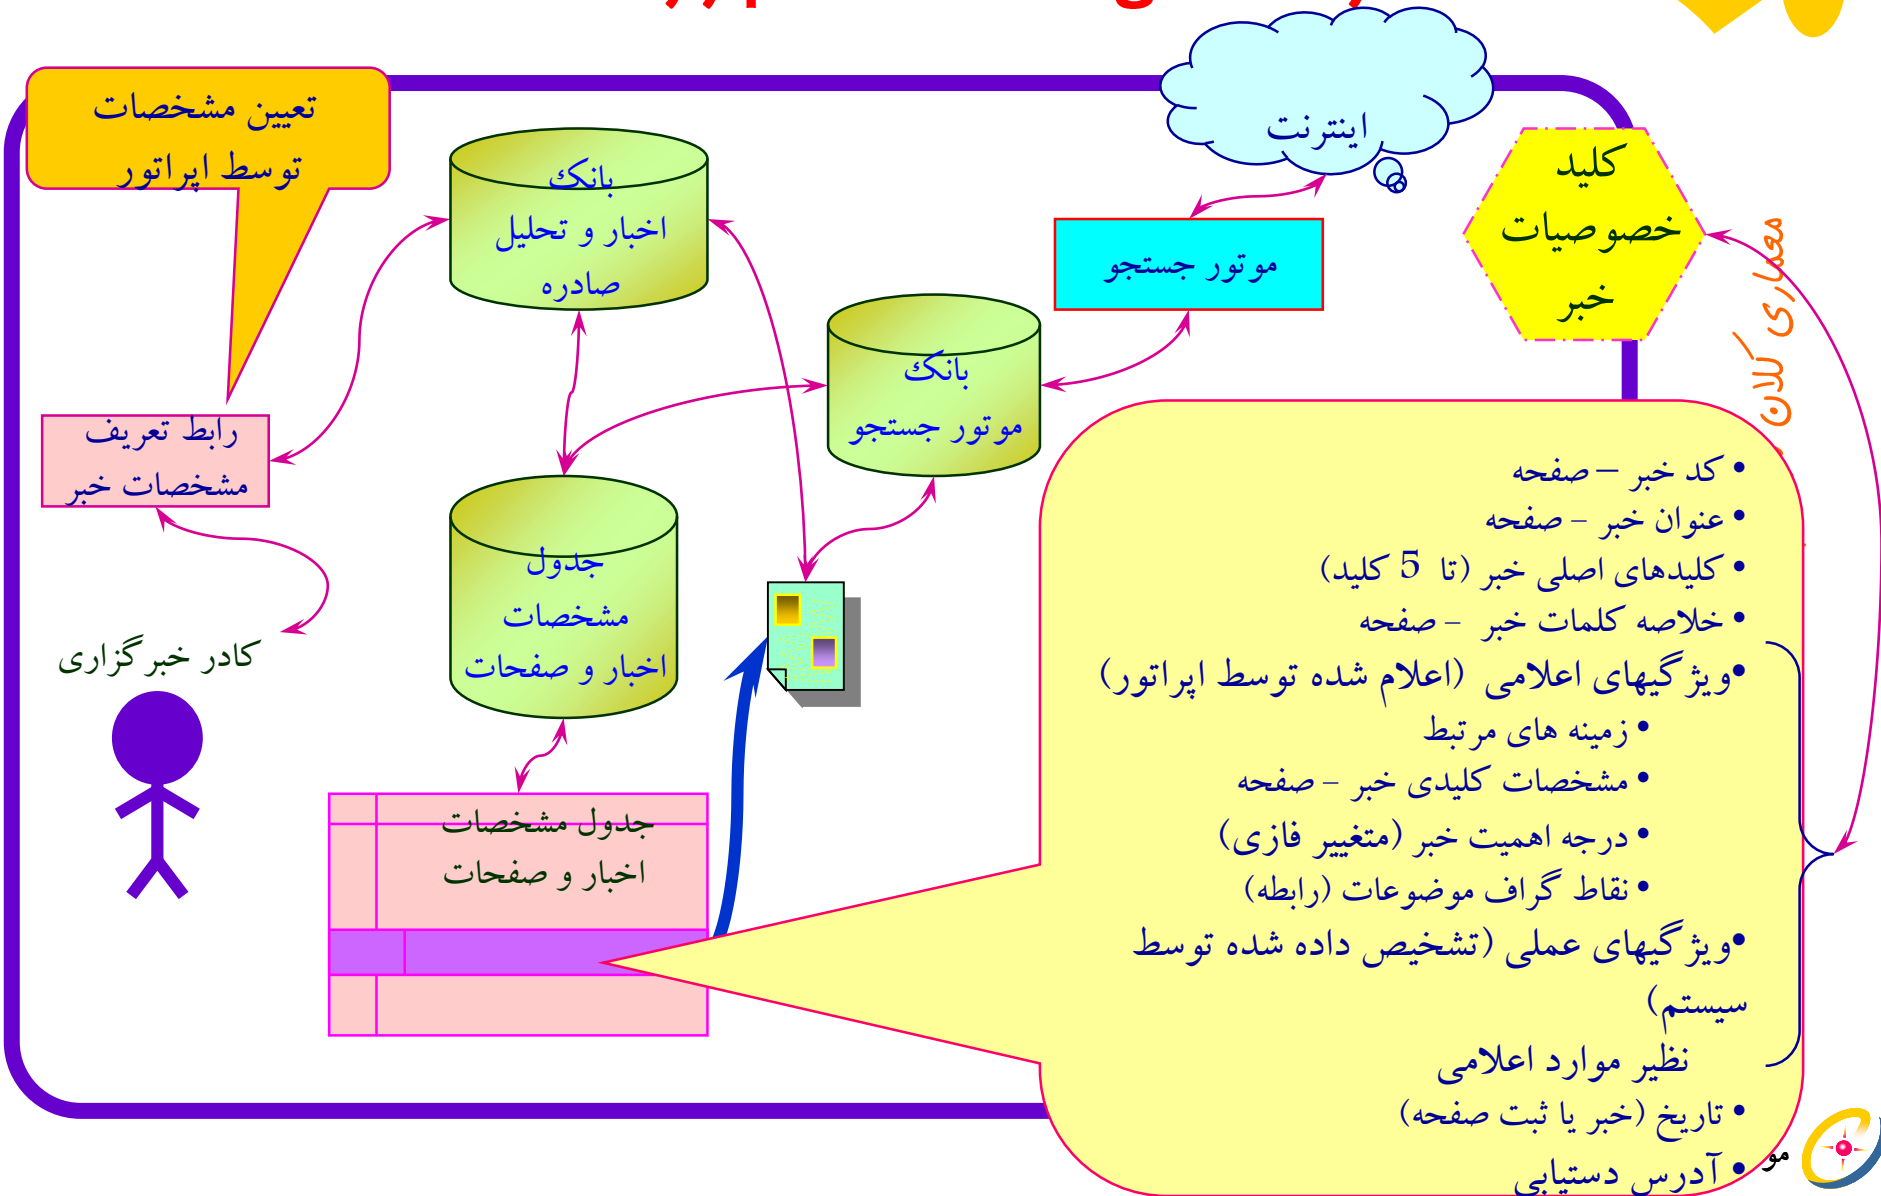 تعیین مشخصات
توسط اپراتور
اینترنت
کلید
خصوصیات
خبر
بانک
اخبار و تحلیل
صادره
موتور جستجو
بانک
موتور جستجو
رابط تعریف
مشخصات خبر
معماری کلان
جدول
مشخصات
اخبار و صفحات
کادر خبرگزاری
جدول مشخصات
اخبار و صفحات
• کد خبر – صفحه
• عنوان خبر - صفحه
• کلیدهای اصلی خبر (تا 5 کلید)
• خلاصه کلمات خبر - صفحه
•ویژگیهای اعلامی (اعلام شده توسط اپراتور)
• زمینه های مرتبط
• مشخصات کلیدی خبر - صفحه
• درجه اهمیت خبر (متغییر فازی)
• نقاط گراف موضوعات (رابطه)
•ویژگیهای عملی (تشخیص داده شده توسط
سیستم)
نظیر موارد اعلامی
• تاریخ (خبر یا ثبت صفحه)
• آدرس دستیابی